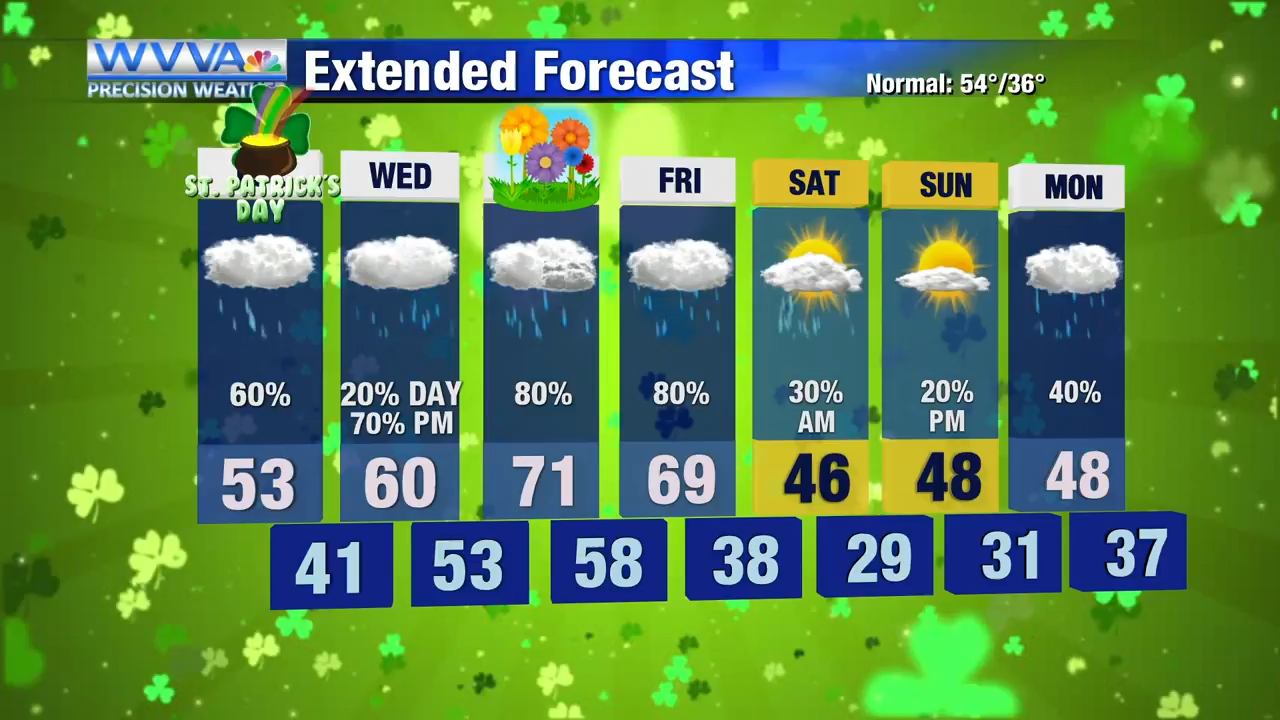 WVVA
PRECISION WEATHER
Extended Forecast
Normal: 54°/36°
ST. PATRICK'S
DAY
WED
FRI
SAT
SUN
MON
60%
20% DAY
70% PM
80%
80%
30%
AM
20%
PM
40%
53
60
71
69
46
48
48
41
53
58
38
29
31
37